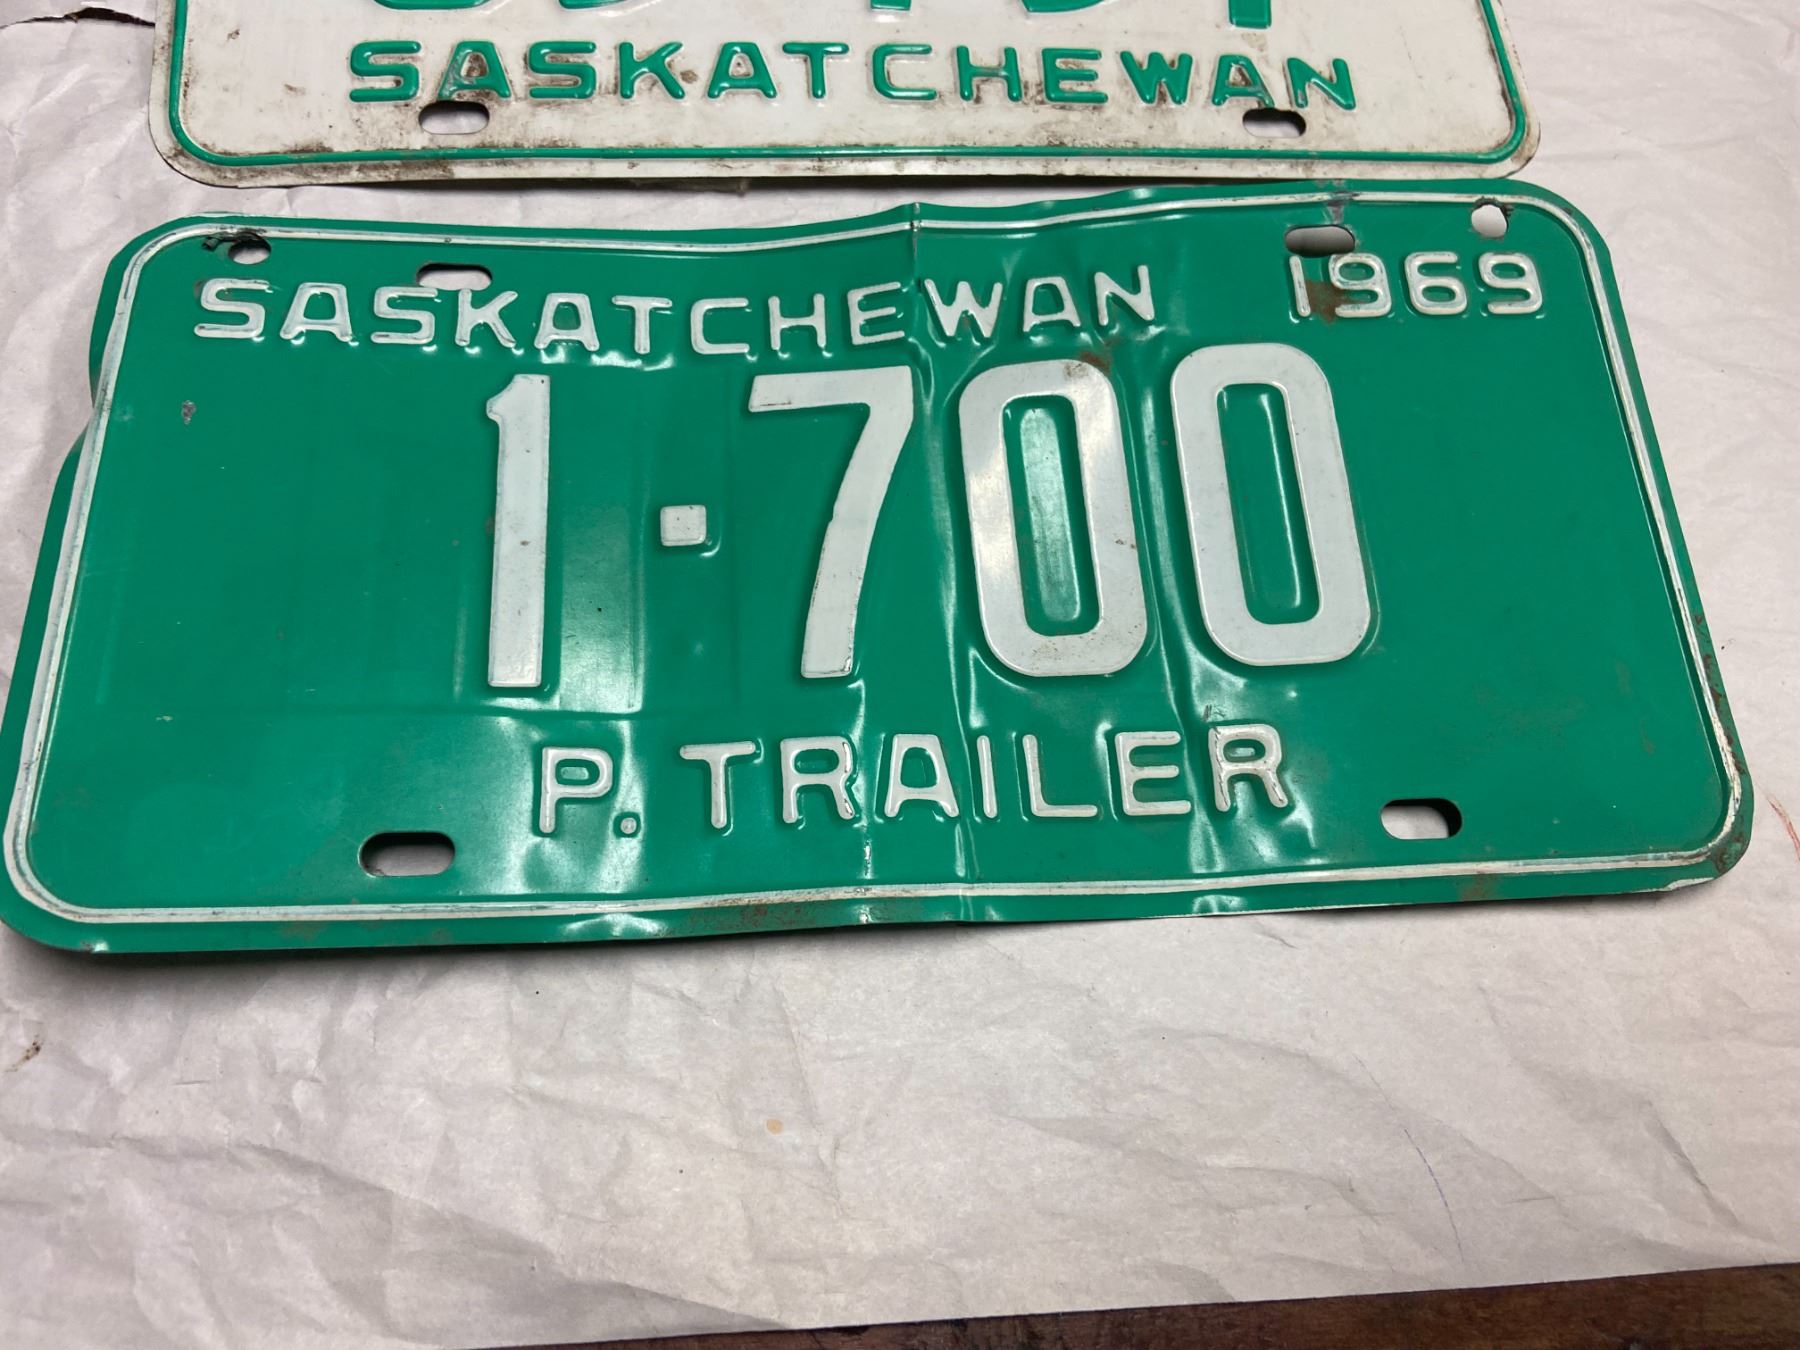 SASKATCHEWAN
SASKATCHEWAN 1969
1·700
P. TRAILER